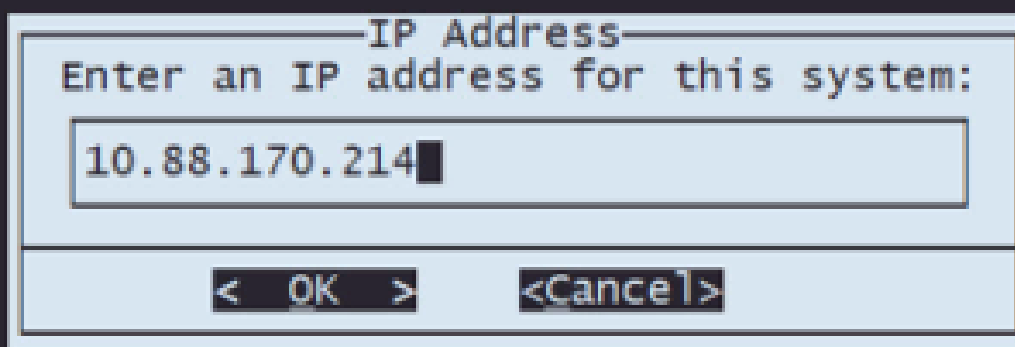 IP Address
Enter an IP address for this system:
10.88.170.214
< OK >
<Cancel>